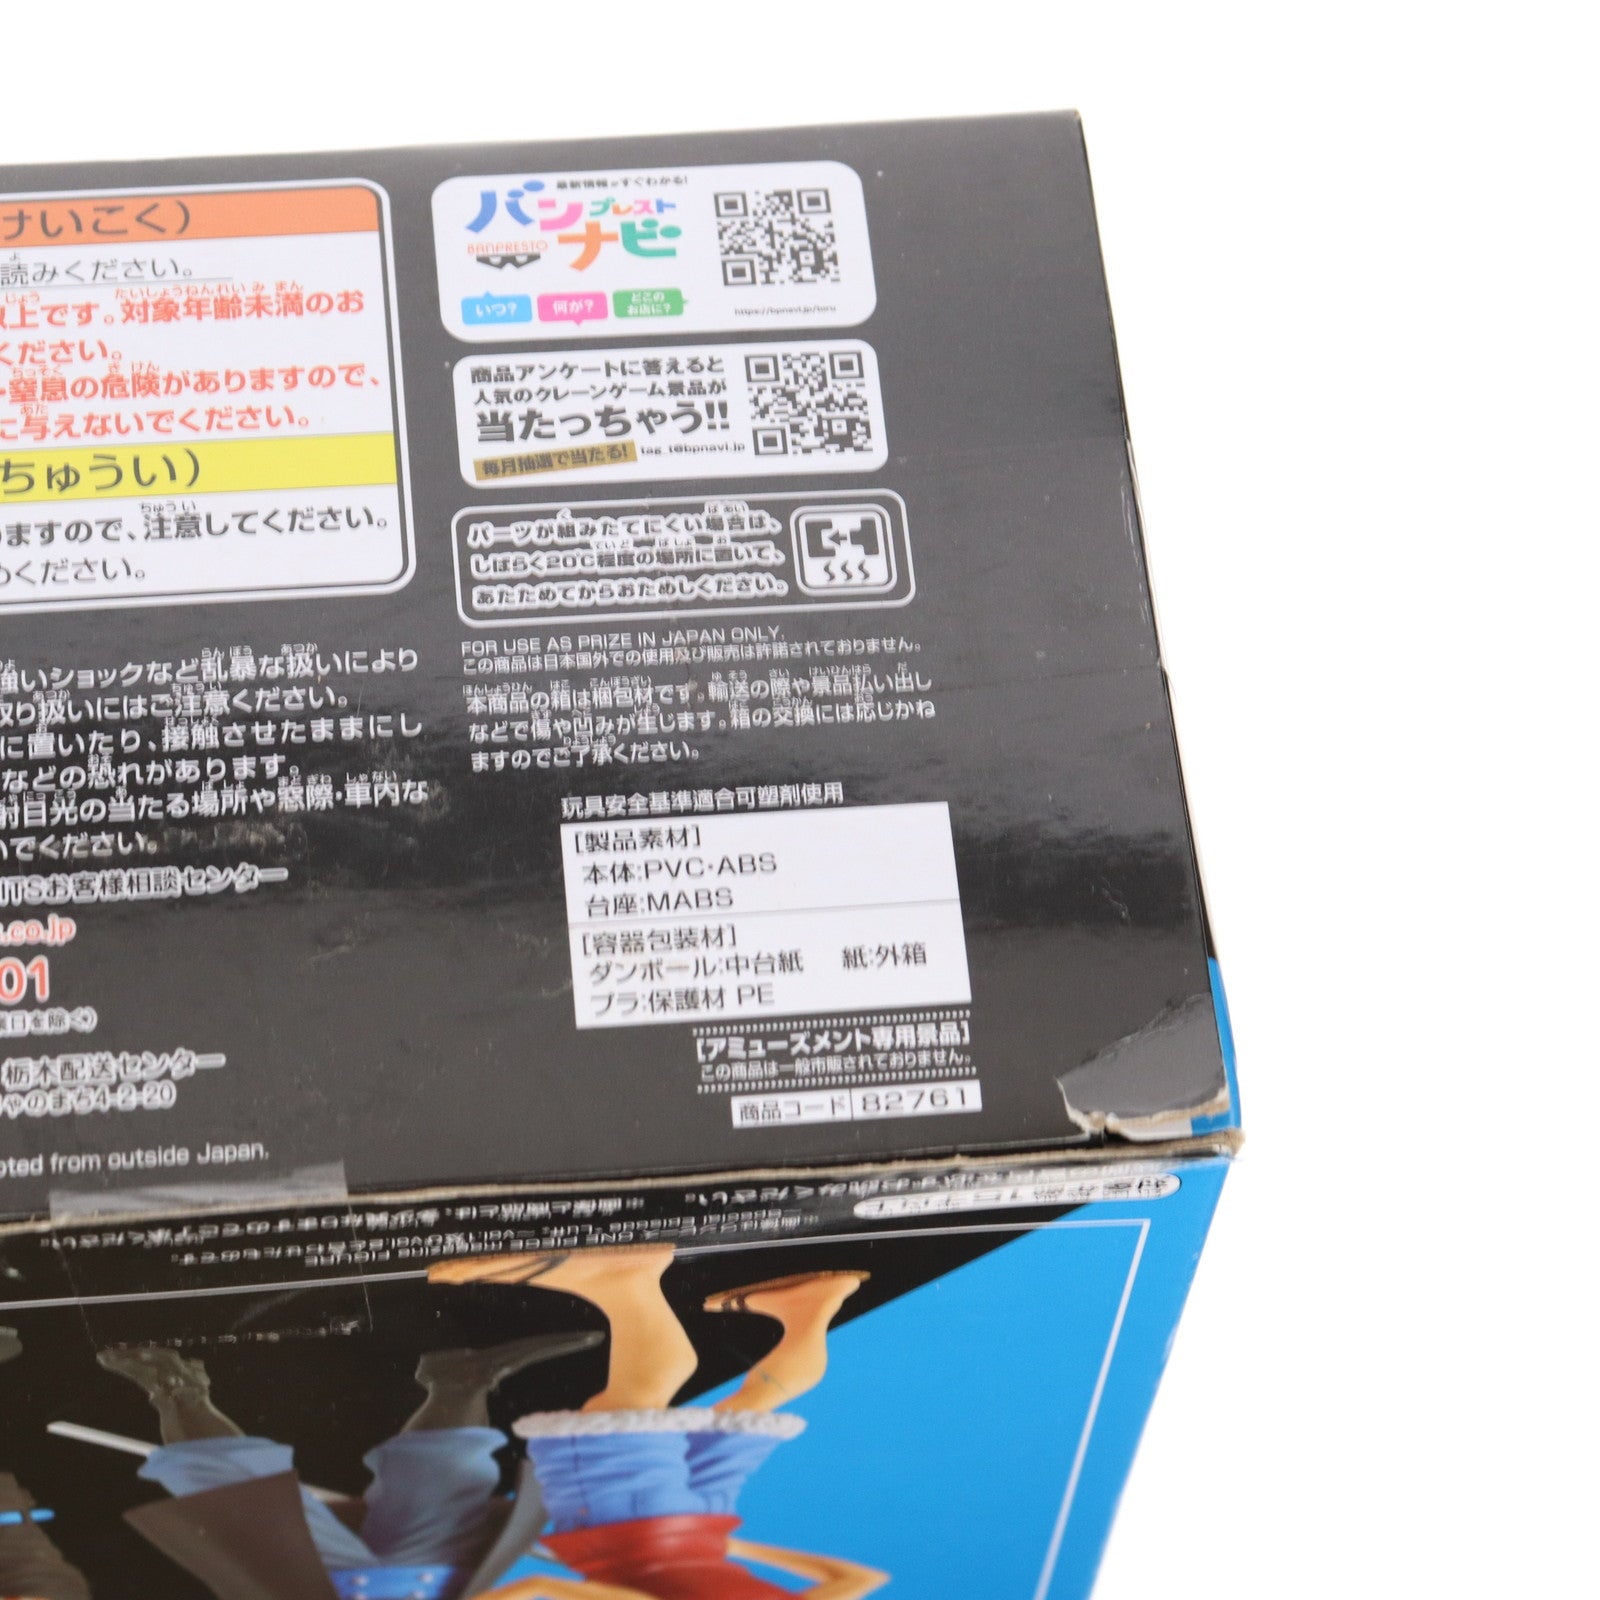 けいこく）
読みください。
以上です。対象年齢未満のお
ください。
窒息の危険がありますので、
に与えないでください。
ちゅうい）
ますので、注意してください。
めください。
強いショックなど乱暴な扱いにより
取り扱いにはご注意ください。
に置いたり、接触させたままにし
などの恐れがあります。
射日光の当たる場所や窓際・車内な
いでください。
ITSお客様相談センター
.co.jp
01
業日を除く)
栃木配送センター
ちゃのまち4-2-20
pted from outside Japan.
最新情報がすぐわかる!
バンプレストナビ
BANPRESTO
いつ?
何が?
どこのお店に?
https://bpnavi.jp/toru
商品アンケートに答えると
人気のクレーンゲーム景品が
当たっちゃう!!
毎月抽選で当たる! tag_t@bpnavi.jp
パーツが組みたてにくい場合は、
しばらく20℃程度の場所に置いて、
あたためてからおためしください。
FOR USE AS PRIZE IN JAPAN ONLY.
この商品は日本国外での使用及び販売は許諾されておりません。
本商品の箱は梱包材です。輸送の際や景品払い出し
などで傷や凹みが生じます。箱の交換には応じかね
ますのでご了承ください。
玩具安全基準適合可塑剤使用
[製品素材]
本体:PVC・ABS
台座:MABS
[容器包装材]
ダンボール:中台紙 紙:外箱
プラ:保護材 PE
[アミューズメント専用景品]
この商品は一般市販されておりません。
商品コード 82761